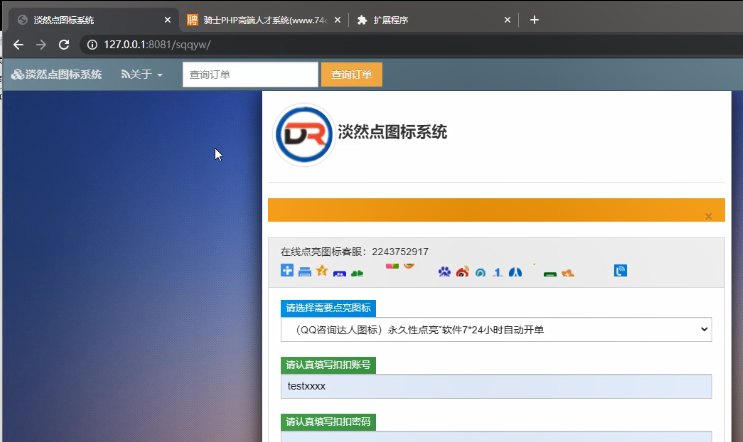 淡然点图标系统
骑士PHP高端人才系统(www.74c
扩展程序
127.0.0.1:8081/sqqyw/
淡然点图标系统 关于 查询订单 查询订单
DR 淡然点图标系统
×
在线点亮图标客服：2243752917
请选择需要点亮图标
（QQ咨询达人图标）永久性点亮~软件7*24小时自动开单
请认真填写扣扣账号
testxxxx
请认真填写扣扣密码